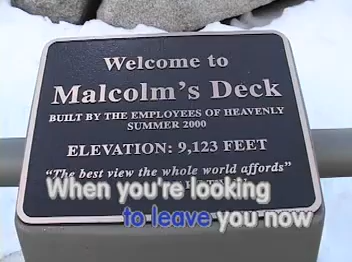 Welcome to
Malcolm's Deck
BUILT BY THE EMPLOYEES OF HEAVENLY
SUMMER 2000
ELEVATION: 9,123 FEET
"The best view the whole world affords"
When you're looking
to leave you now